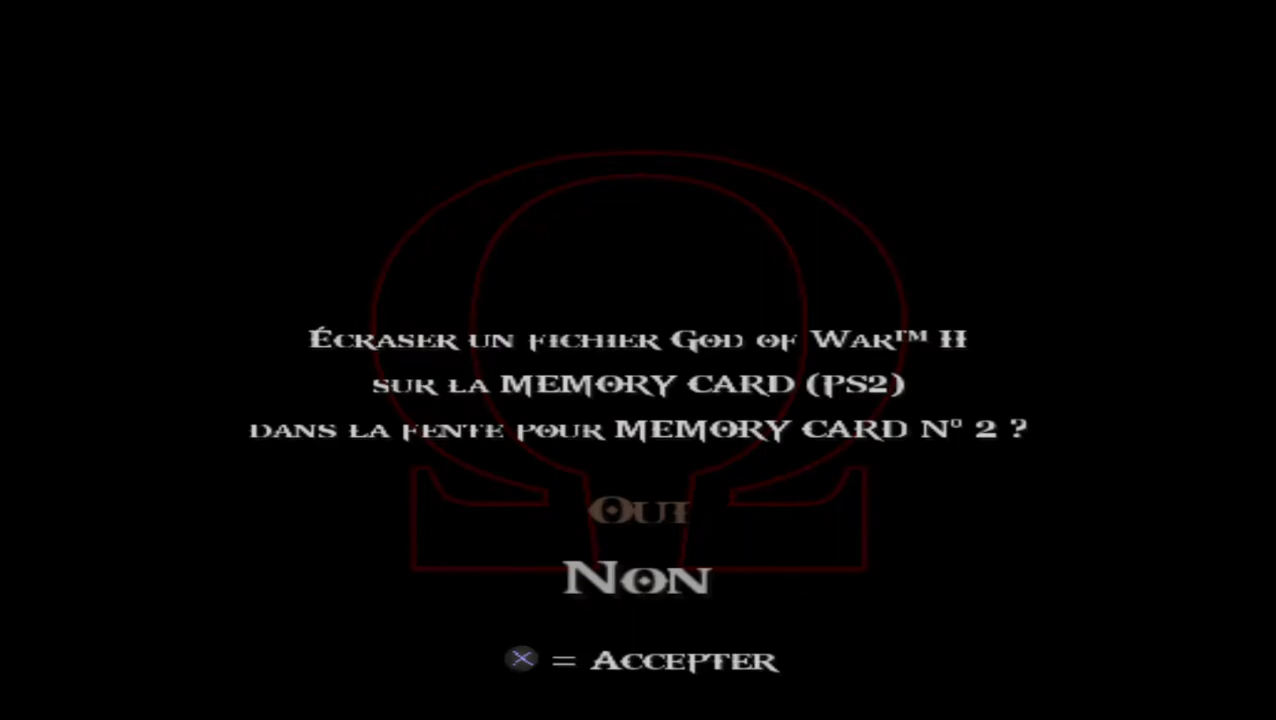 Écraser un fichier God of War™ II
sur la MEMORY CARD (PS2)
dans la fente pour MEMORY CARD N° 2 ?
Oui
Non
= Accepter